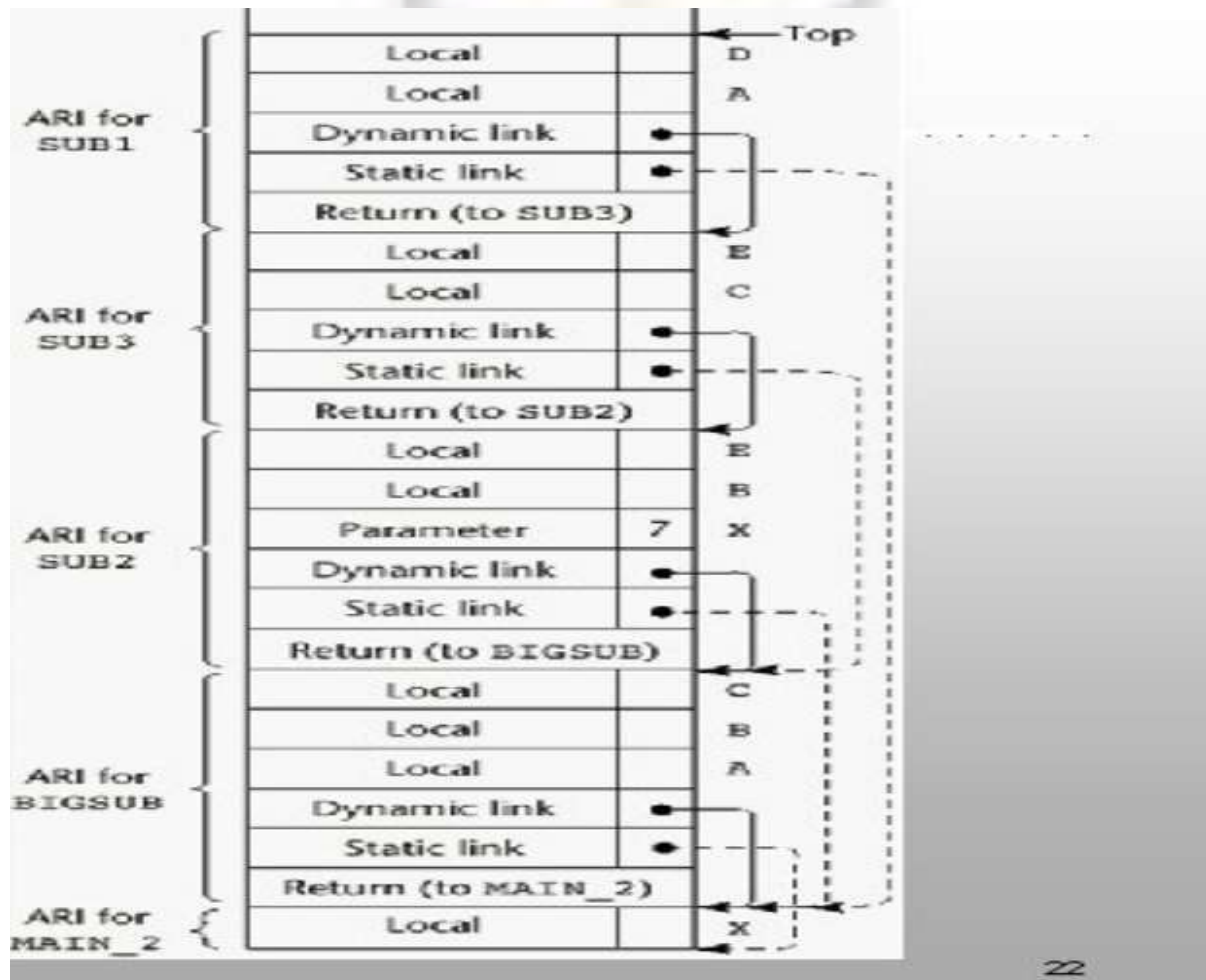 Top
Local D
Local A
ARI for
SUB1
Dynamic link
Static link
Return (to SUB3)
Local E
Local C
ARI for
SUB3
Dynamic link
Static link
Return (to SUB2)
Local E
Local B
ARI for
SUB2
Parameter 7 X
Dynamic link
Static link
Return (to BIGSUB)
Local C
Local B
Local A
ARI for
BIGSUB
Dynamic link
Static link
Return (to MAIN_2)
ARI for
MAIN_2
Local X
22